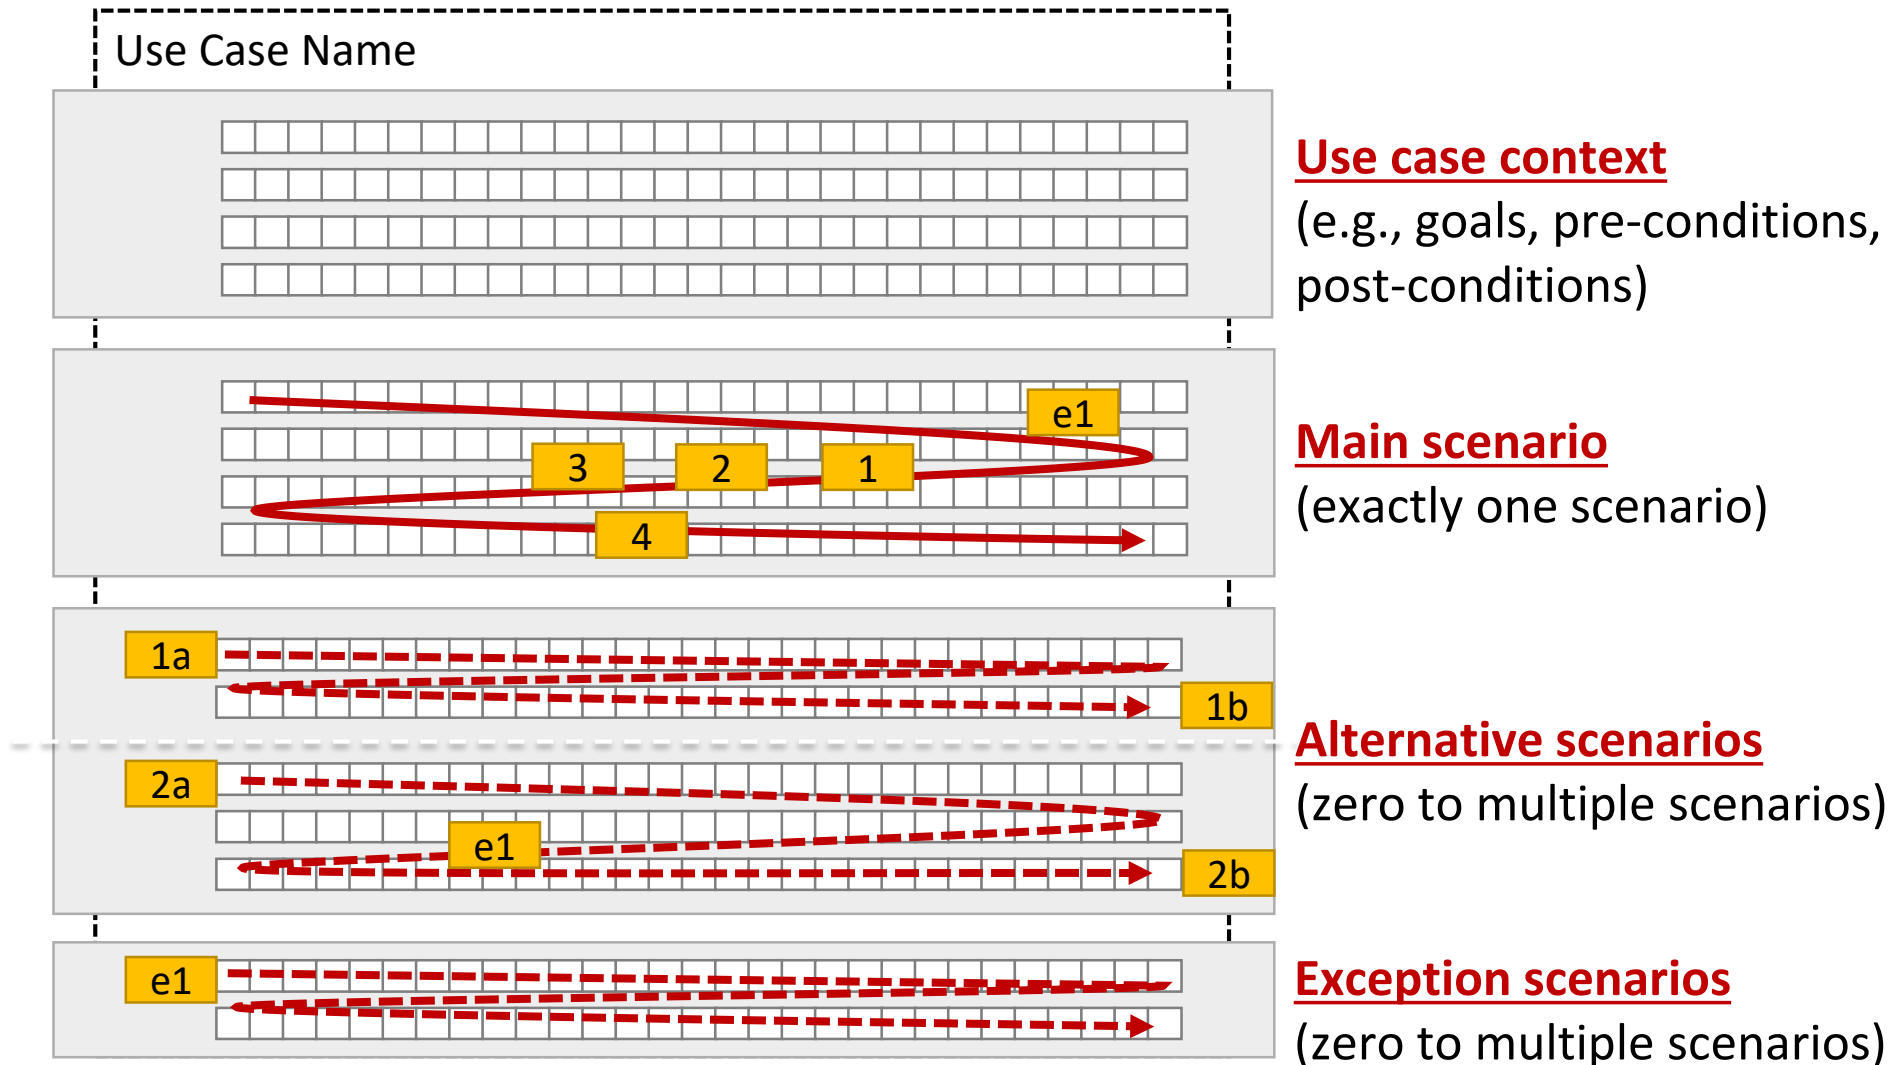 Use Case Name
Use case context
(e.g., goals, pre-conditions,
post-conditions)
e1
3 2 1
4
Main scenario
(exactly one scenario)
1a
1b
2a
e1
2b
Alternative scenarios
(zero to multiple scenarios)
e1
Exception scenarios
(zero to multiple scenarios)